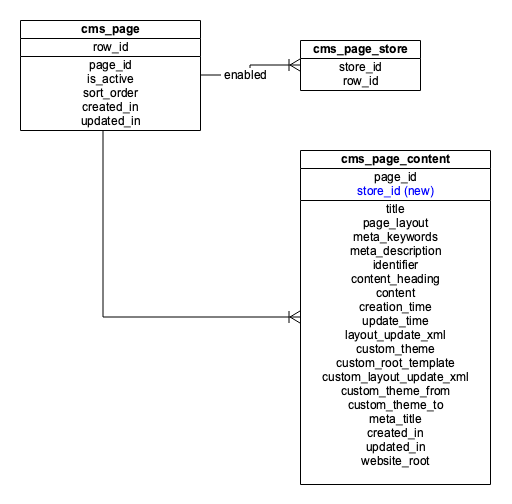 cms_page
row_id
page_id
is_active
sort_order
created_in
updated_in
enabled
cms_page_store
store_id
row_id
cms_page_content
page_id
store_id (new)
title
page_layout
meta_keywords
meta_description
identifier
content_heading
content
creation_time
update_time
layout_update_xml
custom_theme
custom_root_template
custom_layout_update_xml
custom_theme_from
custom_theme_to
meta_title
created_in
updated_in
website_root